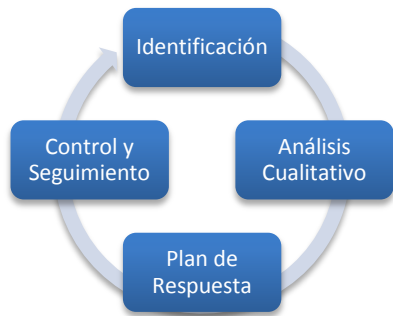 Identificación
Análisis
Cualitativo
Plan de
Respuesta
Control y
Seguimiento